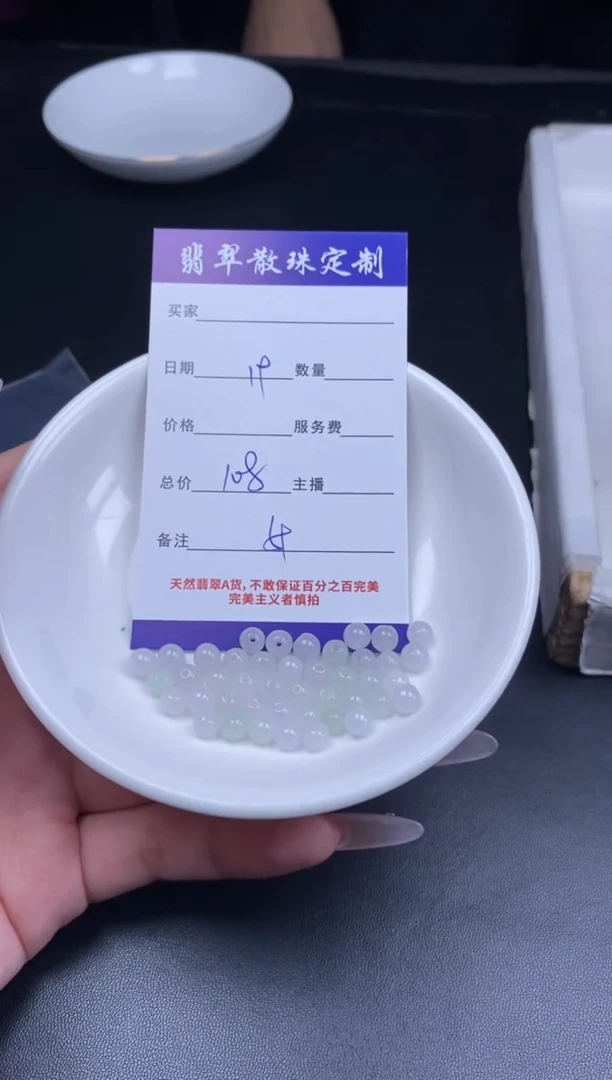 翡翠散珠定制
买家
日期 19 数量
价格 服务费
总价 108 主播
备注
天然翡翠A货，不敢保证百分之百完美
完美主义者慎拍